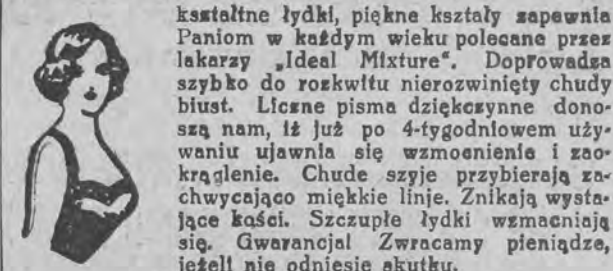 kształtne łydki, piękne kształty zapewnia
Paniom w każdym wieku polecane przez
lakarzy „Ideal Mixture“. Doprowadza
szybko do rozkwitu nierozwinięty chudy
biust. Liczne pisma dziękczynne dono-
szą nam, iż już po 4-tygodniowem uży-
waniu ujawnia się wzmocnienie i zao-
krąglenie. Chude szyje przybierają za-
chwycająco miękkie linje. Znikają wysta-
jące kości. Szczupłe łydki wzmacniają
się. Gwarancja! Zwracamy pieniądze,
jeżeli nie odniesie skutku.